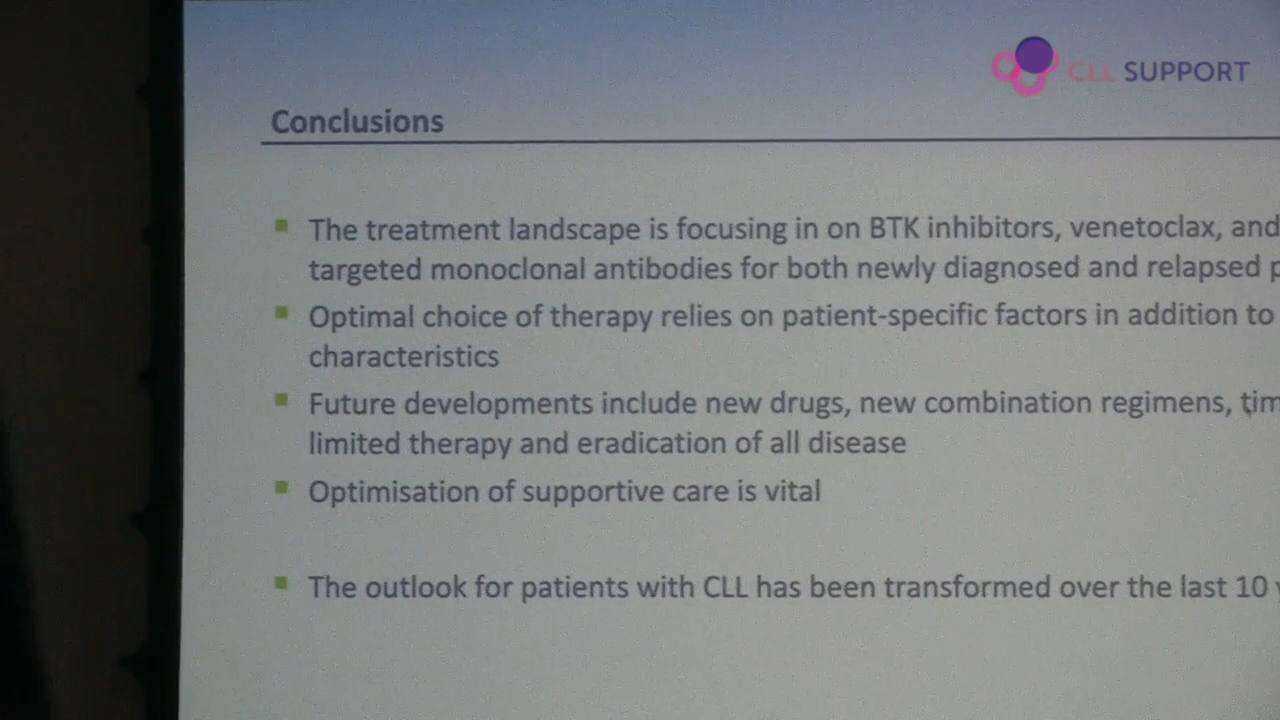 CLL SUPPORT
Conclusions
The treatment landscape is focusing in on BTK inhibitors, venetoclax, and
targeted monoclonal antibodies for both newly diagnosed and relapsed
Optimal choice of therapy relies on patient-specific factors in addition to
characteristics
Future developments include new drugs, new combination regimens,
limited therapy and eradication of all disease
Optimisation of supportive care is vital
The outlook for patients with CLL has been transformed over the last 10